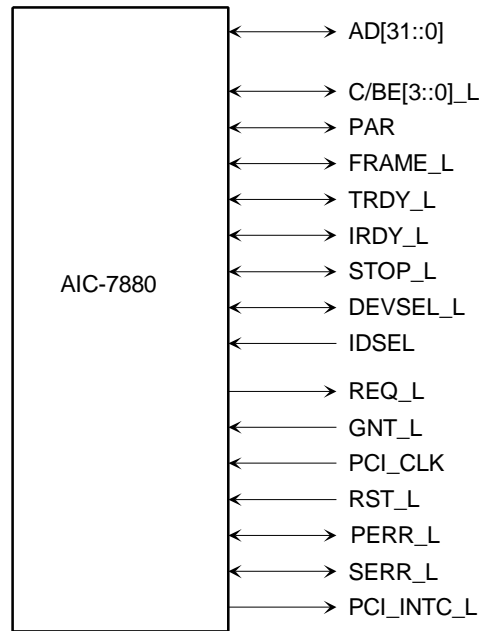 AD[31::0]
C/BE[3::0]_L
PAR
FRAME_L
TRDY_L
IRDY_L
STOP_L
AIC-7880
DEVSEL_L
IDSEL
REQ_L
GNT_L
PCI_CLK
RST_L
PERR_L
SERR_L
PCI_INTC_L